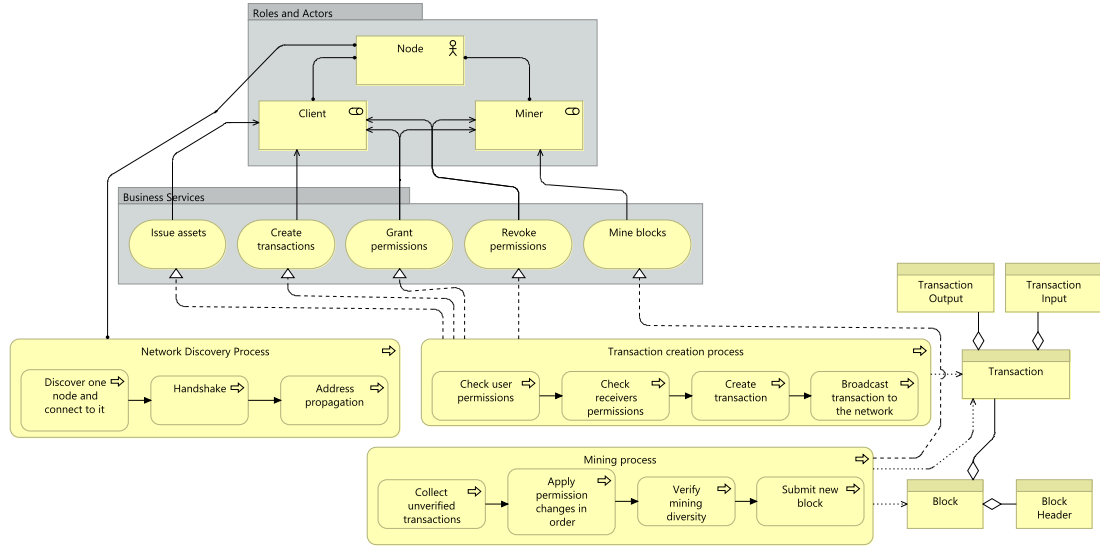 Roles and Actors
Node
Client
Miner
Business Services
Issue assets
Create
transactions
Grant
permissions
Revoke
permissions
Mine blocks
Transaction
Output
Transaction
Input
Network Discovery Process
Discover one
node and
connect to it
Handshake
Address
propagation
Transaction creation process
Check user
permissions
Check
receivers
permissions
Create
transaction
Broadcast
transaction to
the network
Transaction
Mining process
Collect
unverified
transactions
Apply
permission
changes in
order
Verify
mining
diversity
Submit new
block
Block
Block
Header